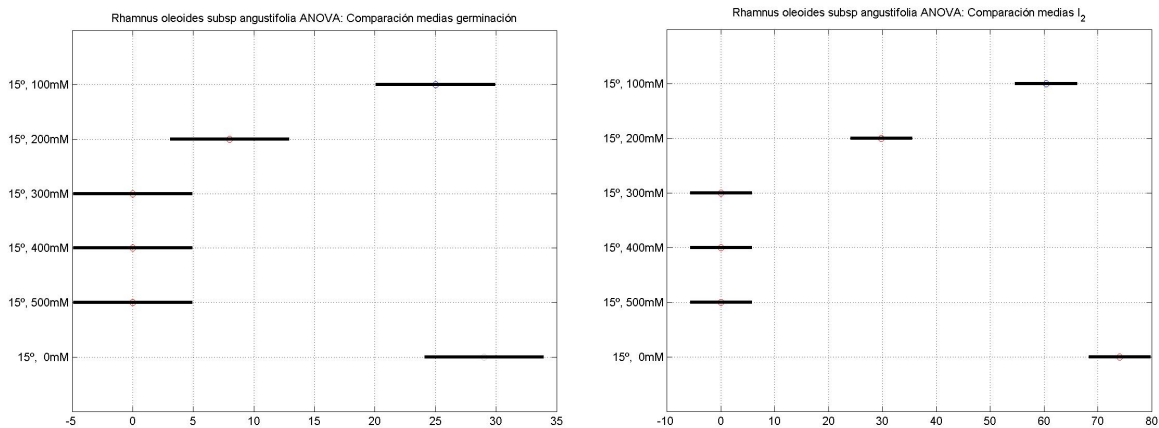 Rhamnus oleoides subsp angustifolia ANOVA: Comparación medias germinación
15º, 100mM
15º, 200mM
15º, 300mM
15º, 400mM
15º, 500mM
15º, 0mM
-5 0 5 10 15 20 25 30 35
Rhamnus oleoides subsp angustifolia ANOVA: Comparación medias I2
15º, 100mM
15º, 200mM
15º, 300mM
15º, 400mM
15º, 500mM
15º, 0mM
-10 0 10 20 30 40 50 60 70 80